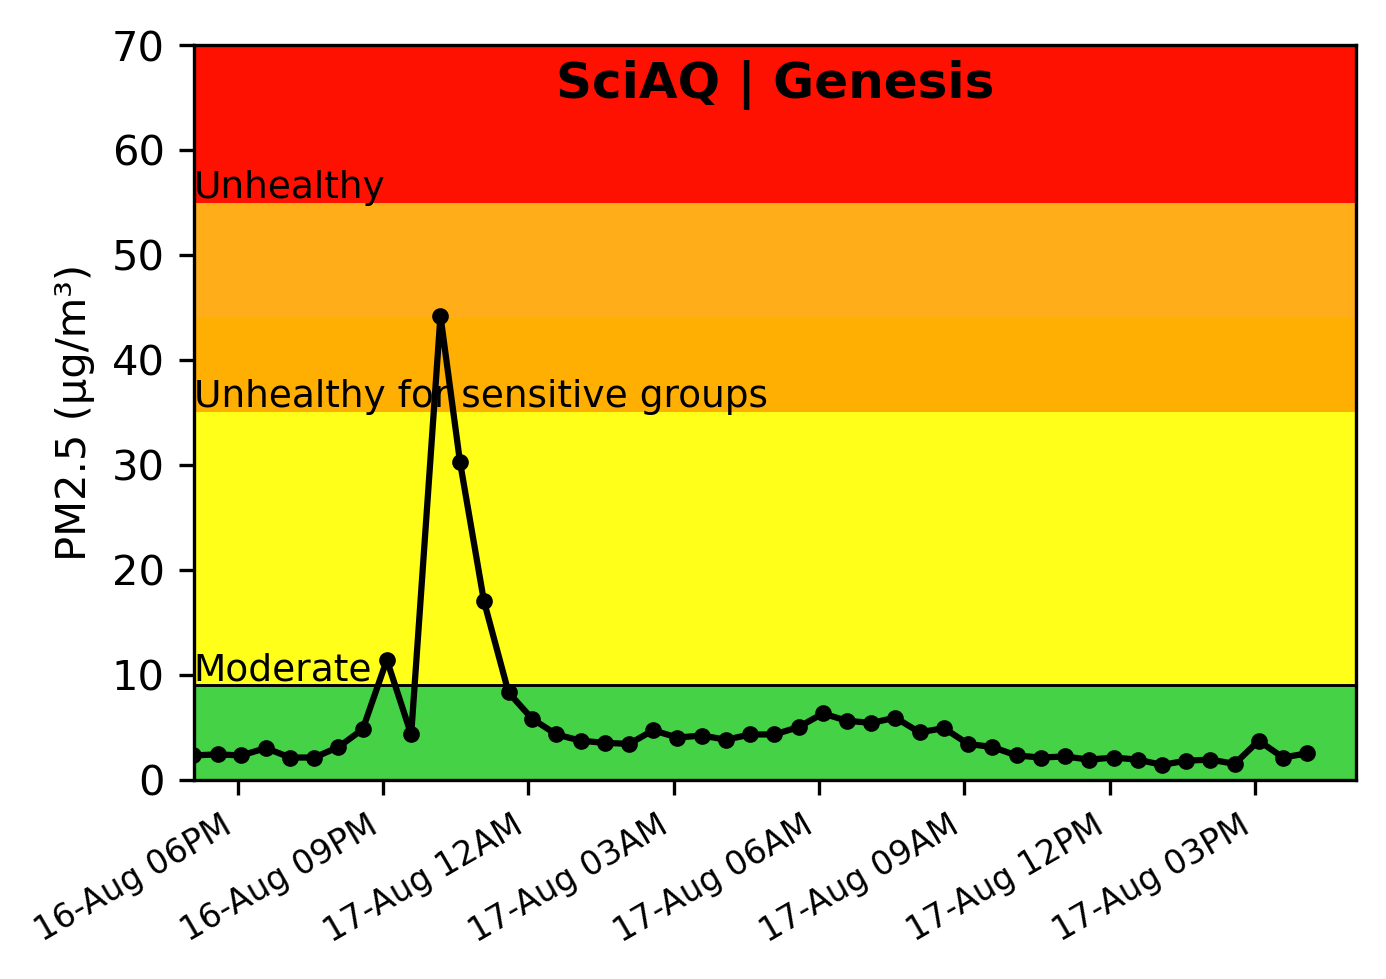 SciAQ | Genesis
70
60
50
40
30
20
10
0
PM2.5 (µg/m³)
Unhealthy
Unhealthy for sensitive groups
Moderate
16-Aug 06PM
16-Aug 09PM
17-Aug 12AM
17-Aug 03AM
17-Aug 06AM
17-Aug 09AM
17-Aug 12PM
17-Aug 03PM